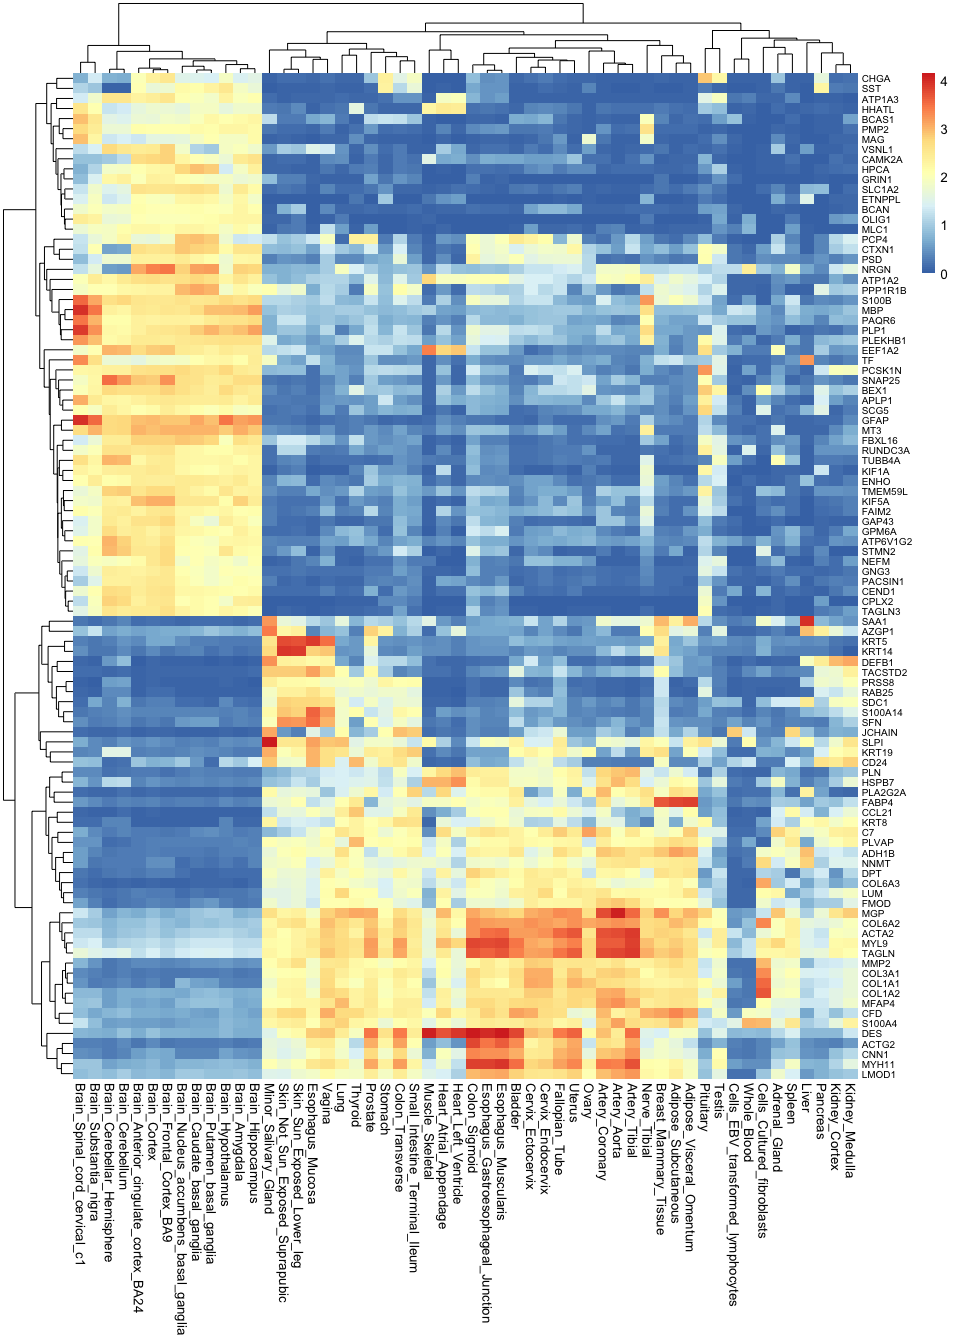 CHGA
SST
ATP1A3
HHATL
BCAS1
PMP2
MAG
VSNL1
CAMK2A
HPCA
GRIN1
SLC1A2
ETNPPL
BCAN
OLIG1
MLC1
PCP4
CTXN1
PSD
NRGN
ATP1A2
PPP1R1B
S100B
MBP
PAQR6
PLP1
PLEKHB1
EEF1A2
TF
PCSK1N
SNAP25
BEX1
APLP1
SCG5
GFAP
MT3
FBXL16
RUNDC3A
TUBB4A
KIF1A
ENHO
TMEM59L
KIF5A
FAIM2
GAP43
GPM6A
ATP6V1G2
STMN2
NEFM
GNG3
PACSIN1
CEND1
CPLX2
TAGLN3
SAA1
AZGP1
KRT5
KRT14
DEFB1
TACSTD2
PRSS8
RAB25
SDC1
S100A14
SFN
JCHAIN
SLPI
KRT19
CD24
PLN
HSPB7
PLA2G2A
FABP4
CCL21
KRT8
C7
PLVAP
ADH1B
NNMT
DPT
COL6A3
LUM
FMOD
MGP
COL6A2
ACTA2
MYL9
TAGLN
MMP2
COL3A1
COL1A1
COL1A2
MFAP4
CFD
S100A4
DES
ACTG2
CNN1
MYH11
LMOD1
4
3
2
1
0
Brain_Spinal_cord_cervical_c1
Brain_Substantia_nigra
Brain_Cerebellar_Hemisphere
Brain_Cerebellum
Brain_Anterior_cingulate_cortex_BA24
Brain_Cortex
Brain_Frontal_Cortex_BA9
Brain_Nucleus_accumbens_basal_ganglia
Brain_Caudate_basal_ganglia
Brain_Putamen_basal_ganglia
Brain_Hypothalamus
Brain_Amygdala
Brain_Hippocampus
Minor_Salivary_Gland
Skin_Not_Sun_Exposed_Suprapubic
Skin_Sun_Exposed_Lower_leg
Esophagus_Mucosa
Vagina
Lung
Thyroid
Prostate
Stomach
Colon_Transverse
Small_Intestine_Terminal_Ileum
Muscle_Skeletal
Heart_Atrial_Appendage
Heart_Left_Ventricle
Colon_Sigmoid
Esophagus_Gastroesophageal_Junction
Esophagus_Muscularis
Bladder
Cervix_Ectocervix
Cervix_Endocervix
Fallopian_Tube
Uterus
Ovary
Artery_Coronary
Artery_Aorta
Artery_Tibial
Nerve_Tibial
Breast_Mammary_Tissue
Adipose_Subcutaneous
Adipose_Visceral_Omentum
Pituitary
Testis
Cells_EBV_transformed_lymphocytes
Whole_Blood
Cells_Cultured_fibroblasts
Adrenal_Gland
Spleen
Liver
Pancreas
Kidney_Cortex
Kidney_Medulla